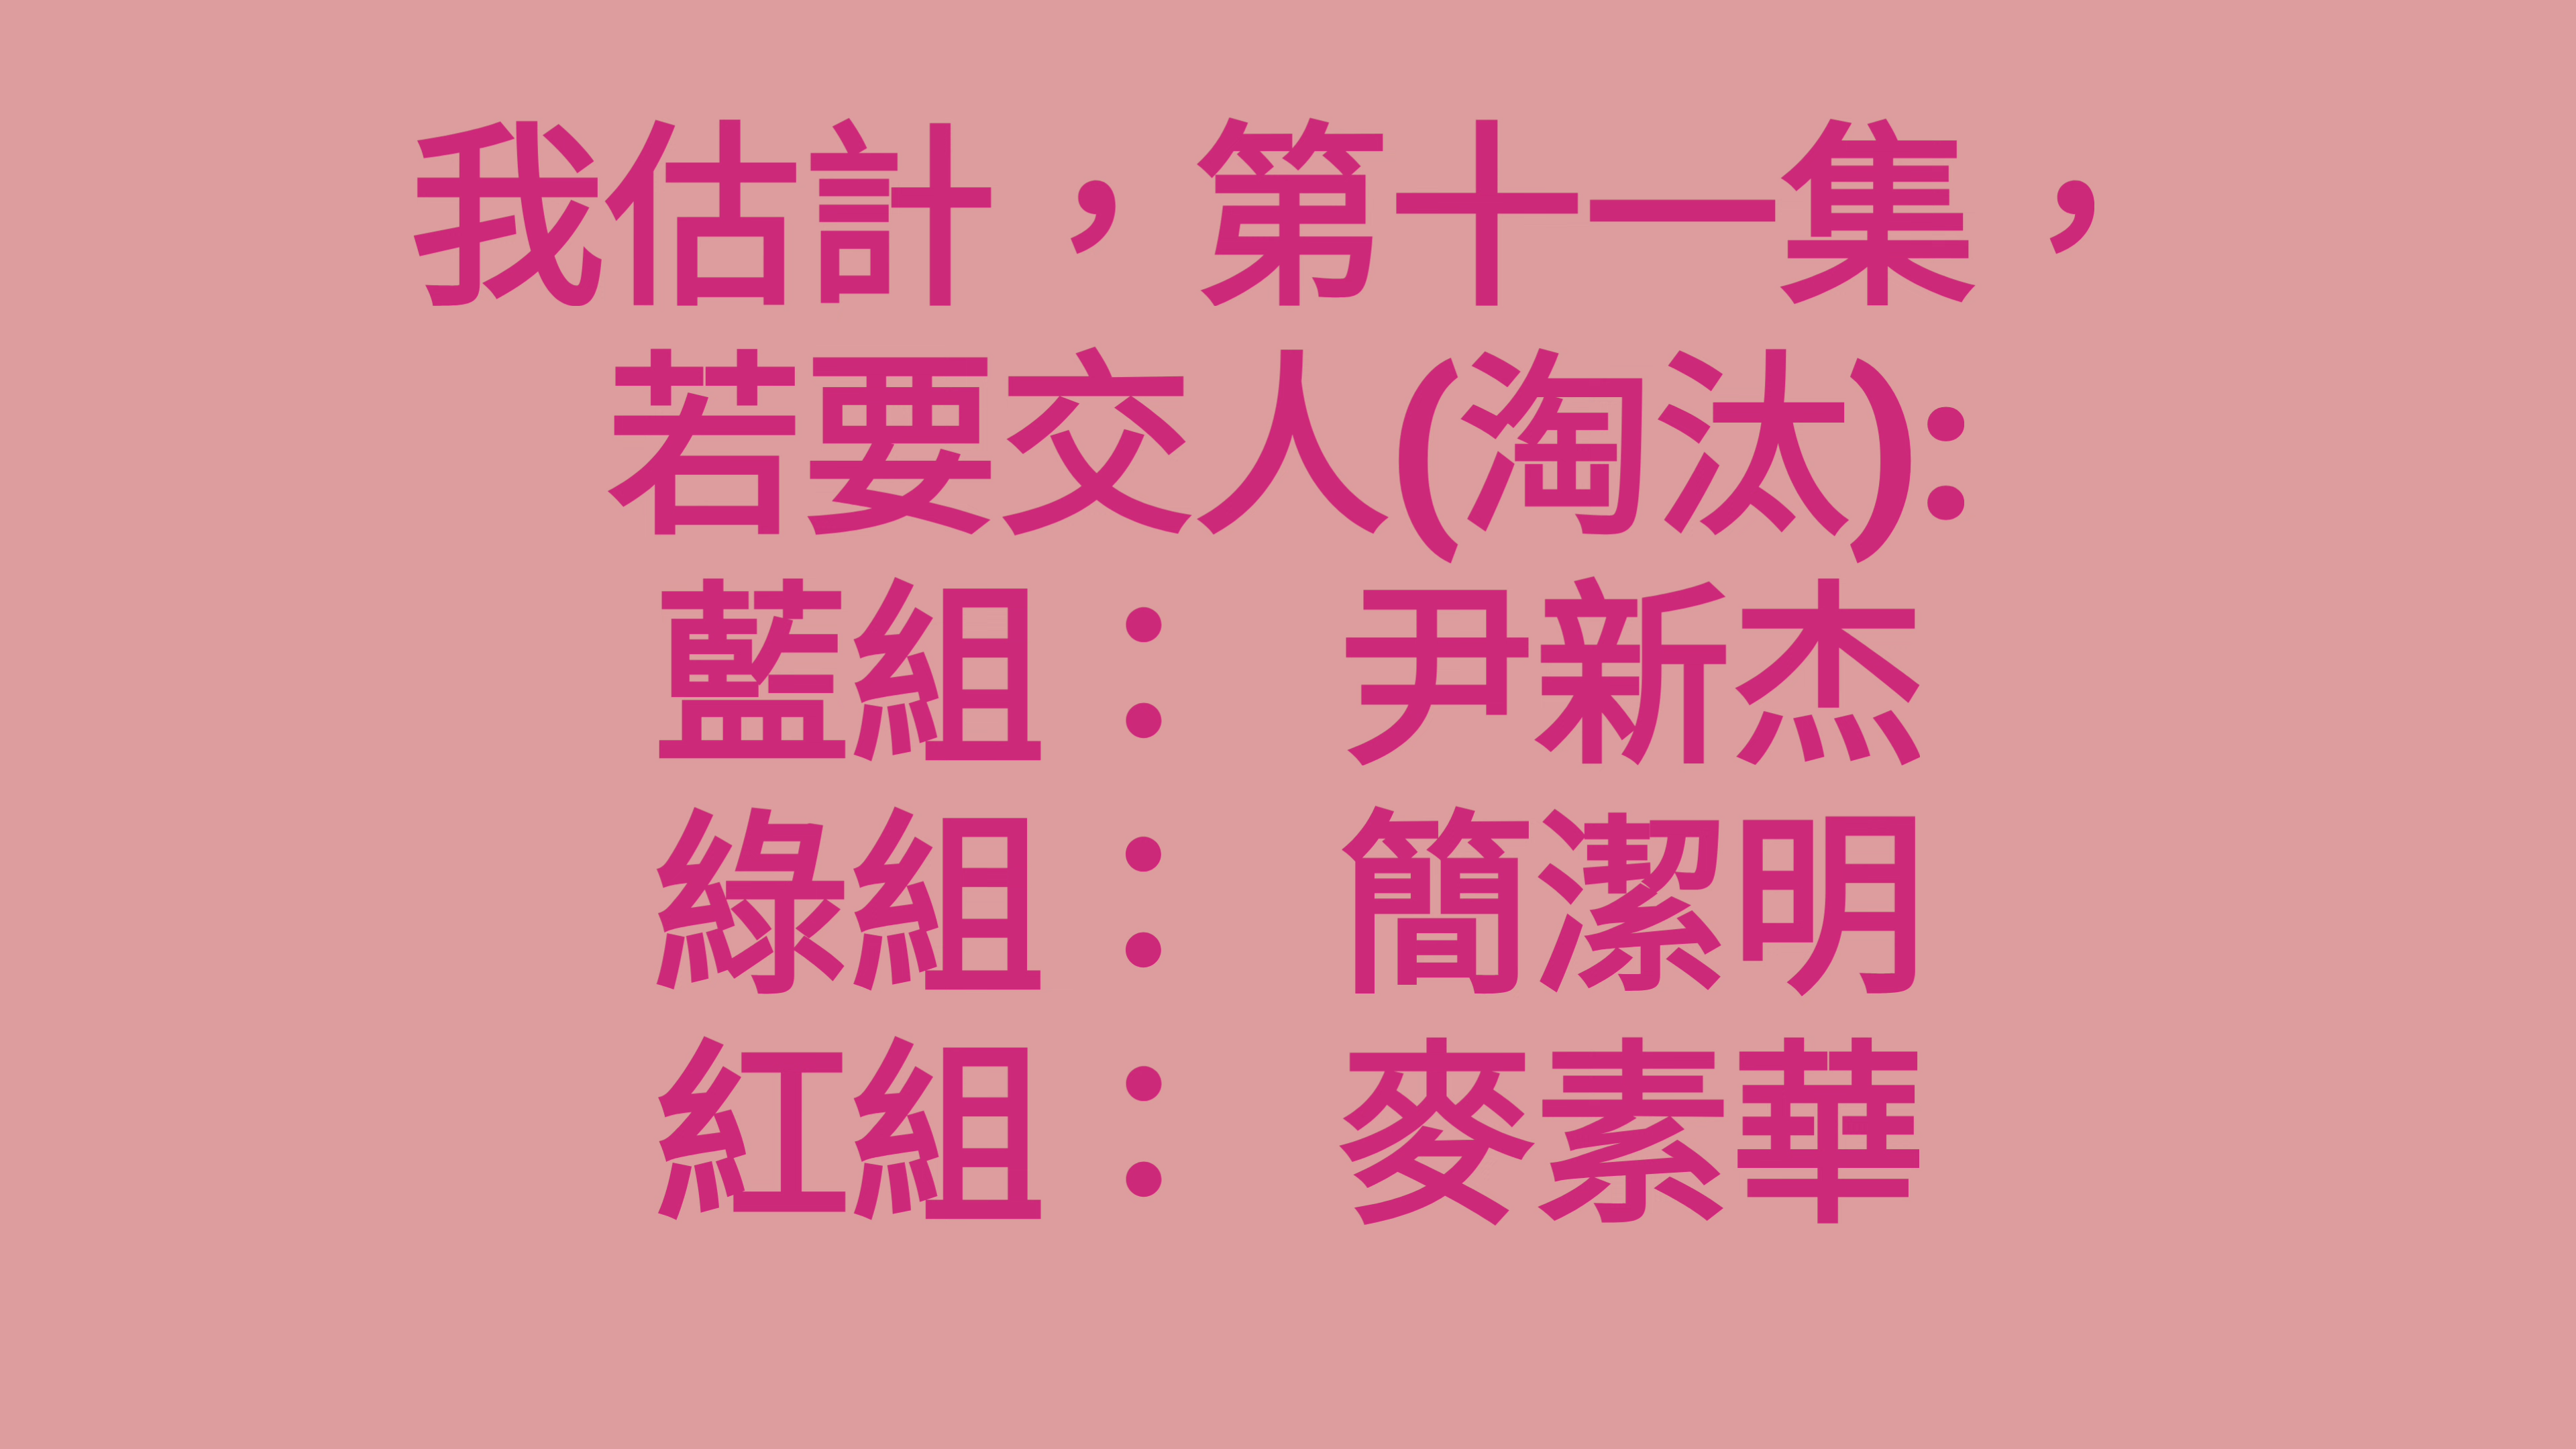 我估計，第十一集，
若要交人(淘汰):
藍組： 尹新杰
綠組： 簡潔明
紅組： 麥素華